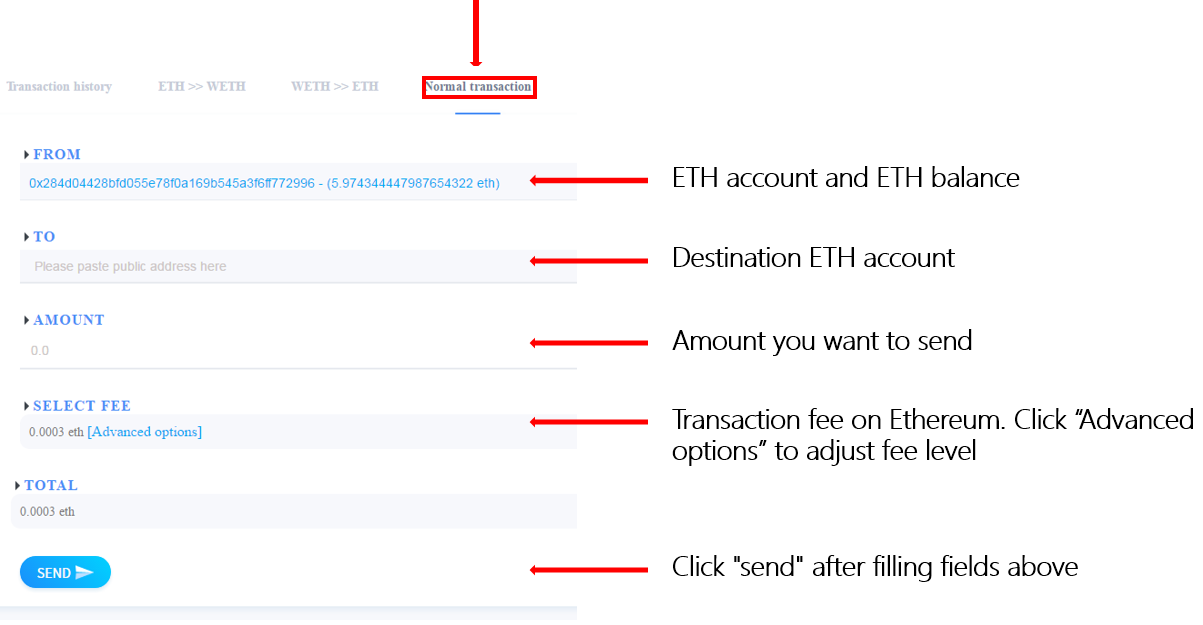 Transaction history ETH >> WETH WETH >> ETH Normal transaction
FROM
0x284d04428bfd055e78f0a169b545a3f6ff772996 - (5.974344447987654322 eth)
ETH account and ETH balance
TO
Please paste public address here
Destination ETH account
AMOUNT
0.0
Amount you want to send
SELECT FEE
0.0003 eth [Advanced options]
Transaction fee on Ethereum. Click “Advanced
options” to adjust fee level
TOTAL
0.0003 eth
SEND
Click "send" after filling fields above